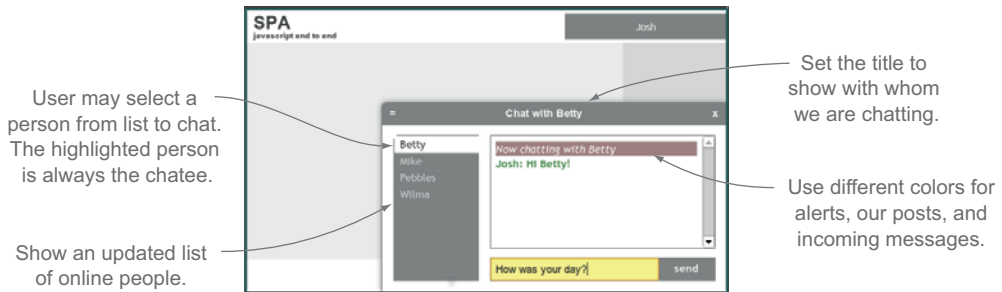 SPA
javascript end to end
Josh
User may select a
person from list to chat.
The highlighted person
is always the chatee.
Show an updated list
of online people.
=
Chat with Betty
x
Betty
Mike
Pebbles
Wilma
Now chatting with Betty
Josh: Hi Betty!
How was your day?
send
Set the title to
show with whom
we are chatting.
Use different colors for
alerts, our posts, and
incoming messages.